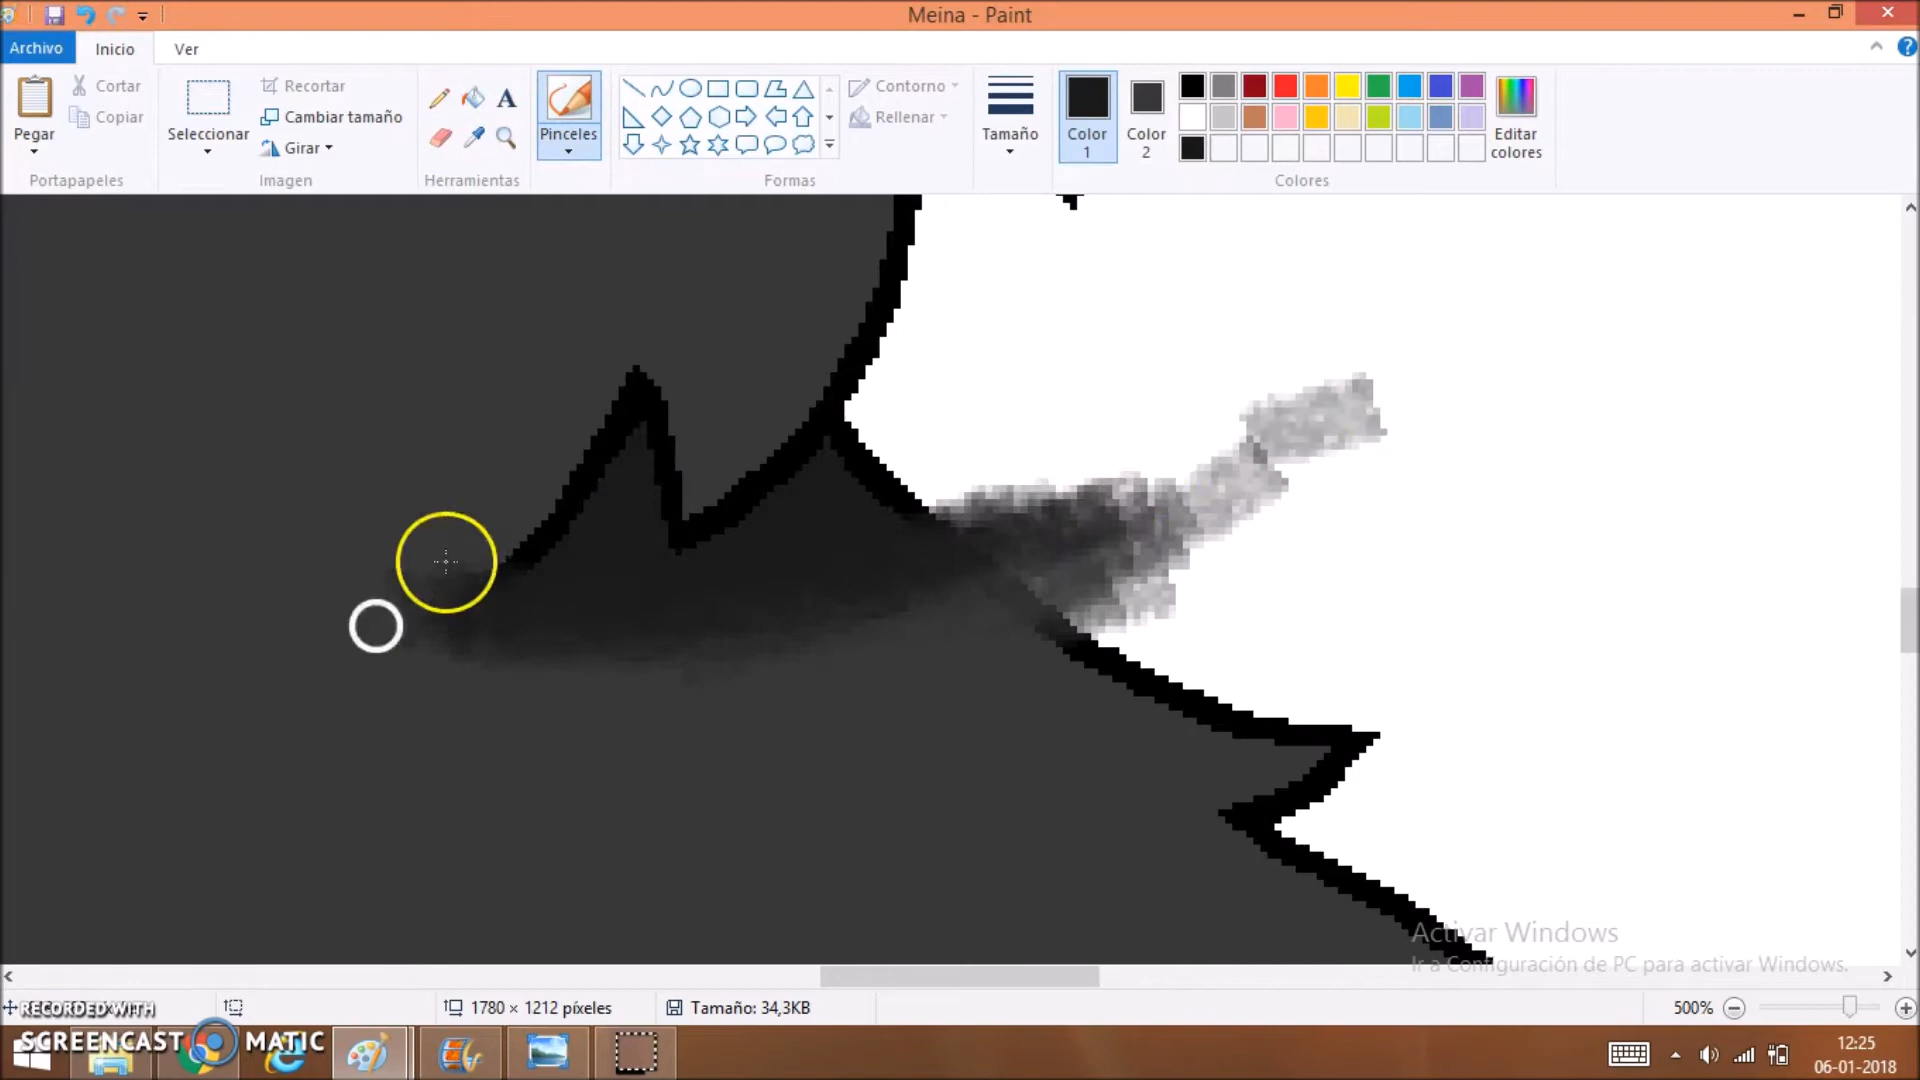 Meina - Paint
Archivo Inicio Ver
Pegar
Cortar
Copiar
Portapapeles
Seleccionar
Recortar
Cambiar tamaño
Girar
Imagen
A
Herramientas
Pinceles
Formas
Contorno
Rellenar
Tamaño
Color
1
Color
2
Editar
colores
Colores
Activar Windows
Ir a Configuración de PC para activar Windows.
RECORDED WITH
SCREENCAST MATIC
1780 × 1212 píxeles
Tamaño: 34,3KB
500%
12:25
06-01-2018